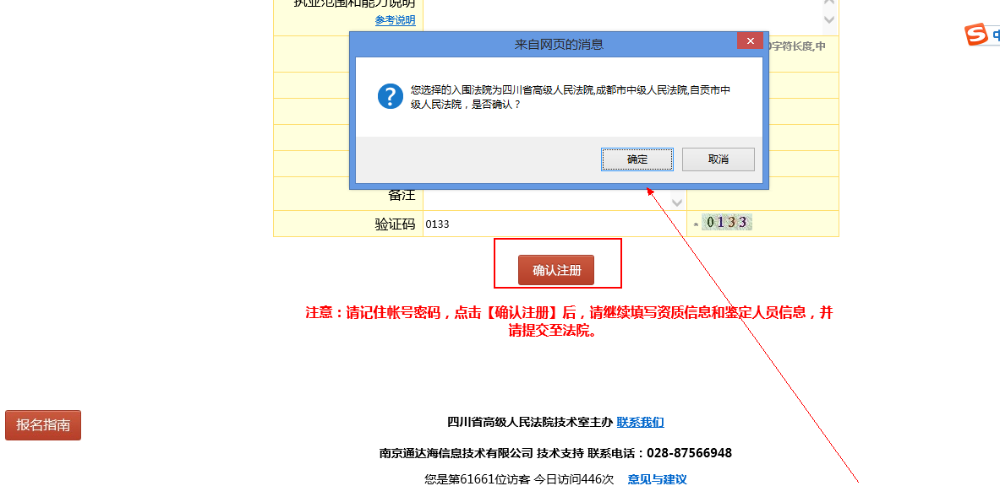 执业范围和能力说明
参考说明
来自网页的消息
字符长度,中
您选择的入围法院为四川省高级人民法院,成都市中级人民法院,自贡市中
级人民法院，是否确认？
确定 取消
备注
验证码 0133 * 0133
确认注册
注意：请记住帐号密码，点击【确认注册】后，请继续填写资质信息和鉴定人员信息，并
请提交至法院。
报名指南
四川省高级人民法院技术室主办 联系我们
南京通达海信息技术有限公司 技术支持 联系电话：028-87566948
您是第61661位访客 今日访问446次 意见与建议